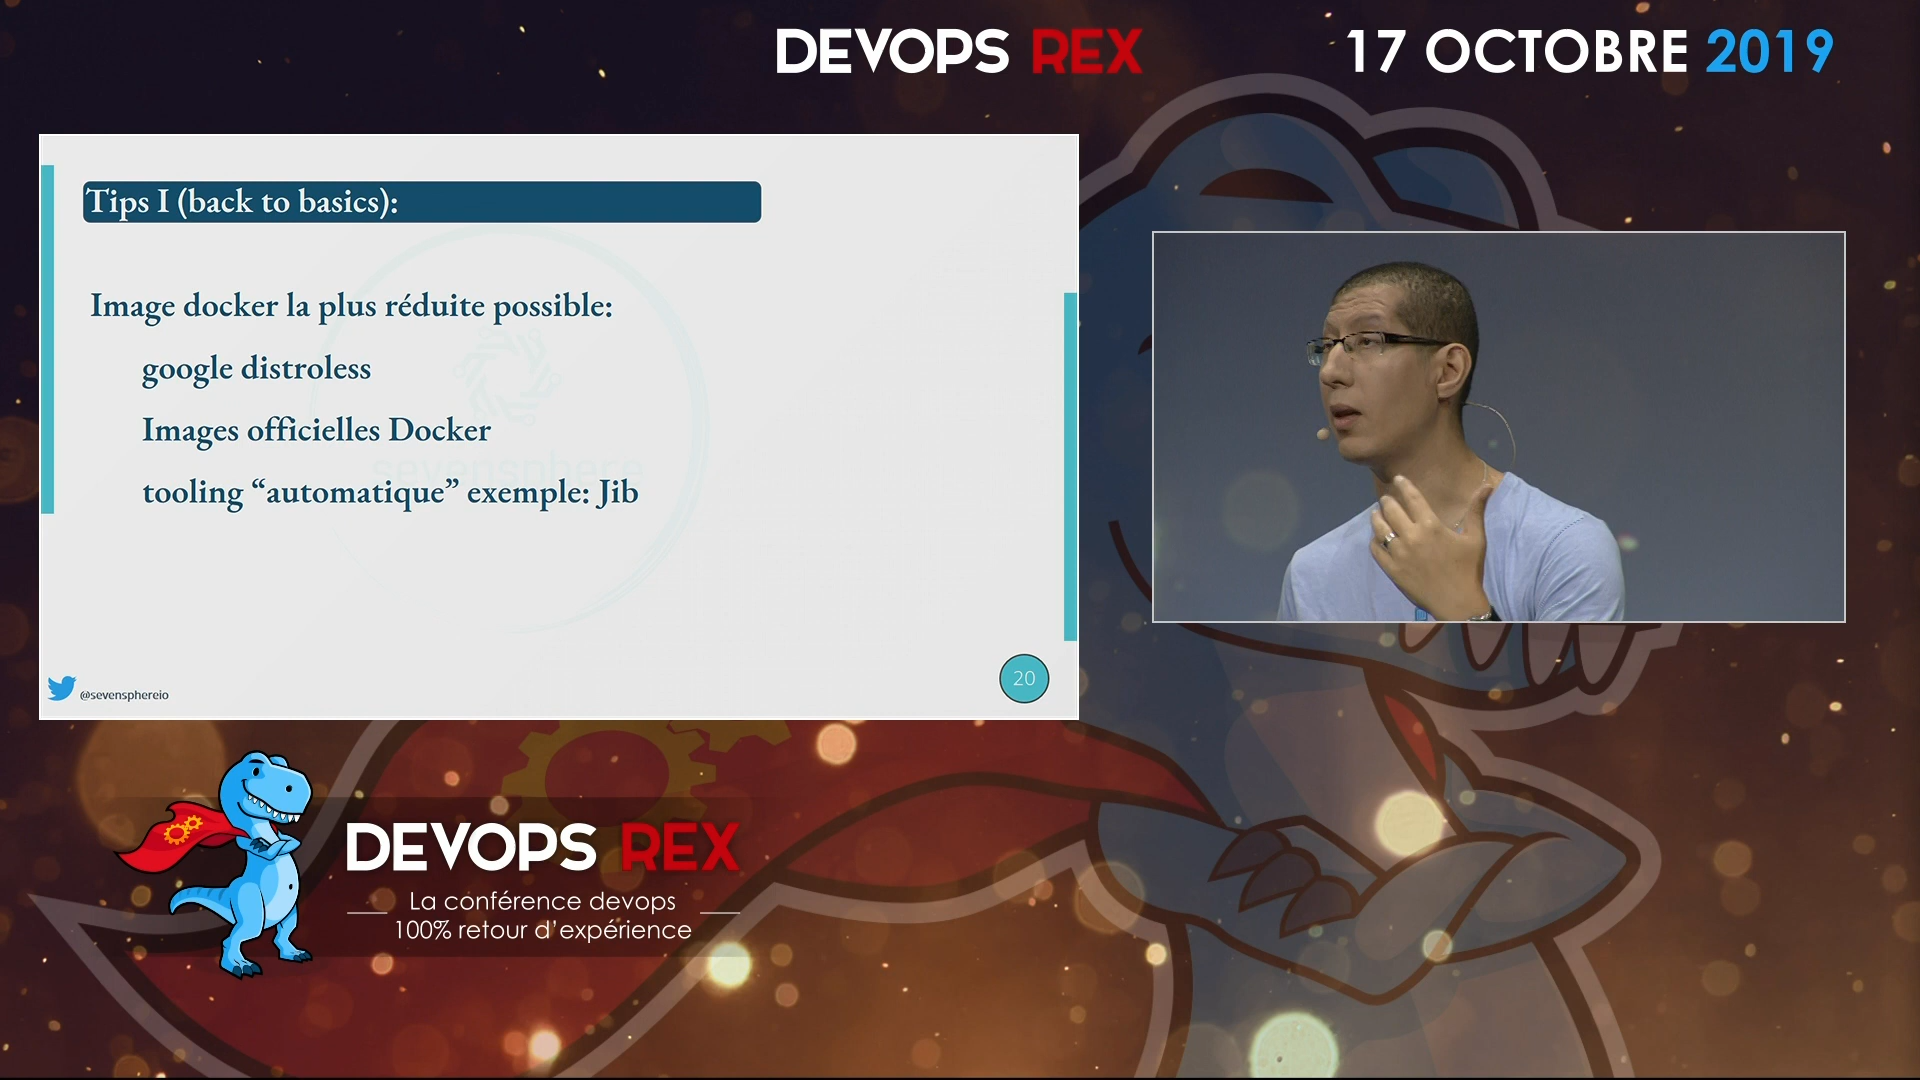 DEVOPS REX
17 OCTOBRE 2019
Tips I (back to basics):
Image docker la plus réduite possible:
google distroless
Images officielles Docker
tooling “automatique” exemple: Jib
sevensphere
@sevensphereio
20
DEVOPS REX
La conférence devops
100% retour d’expérience